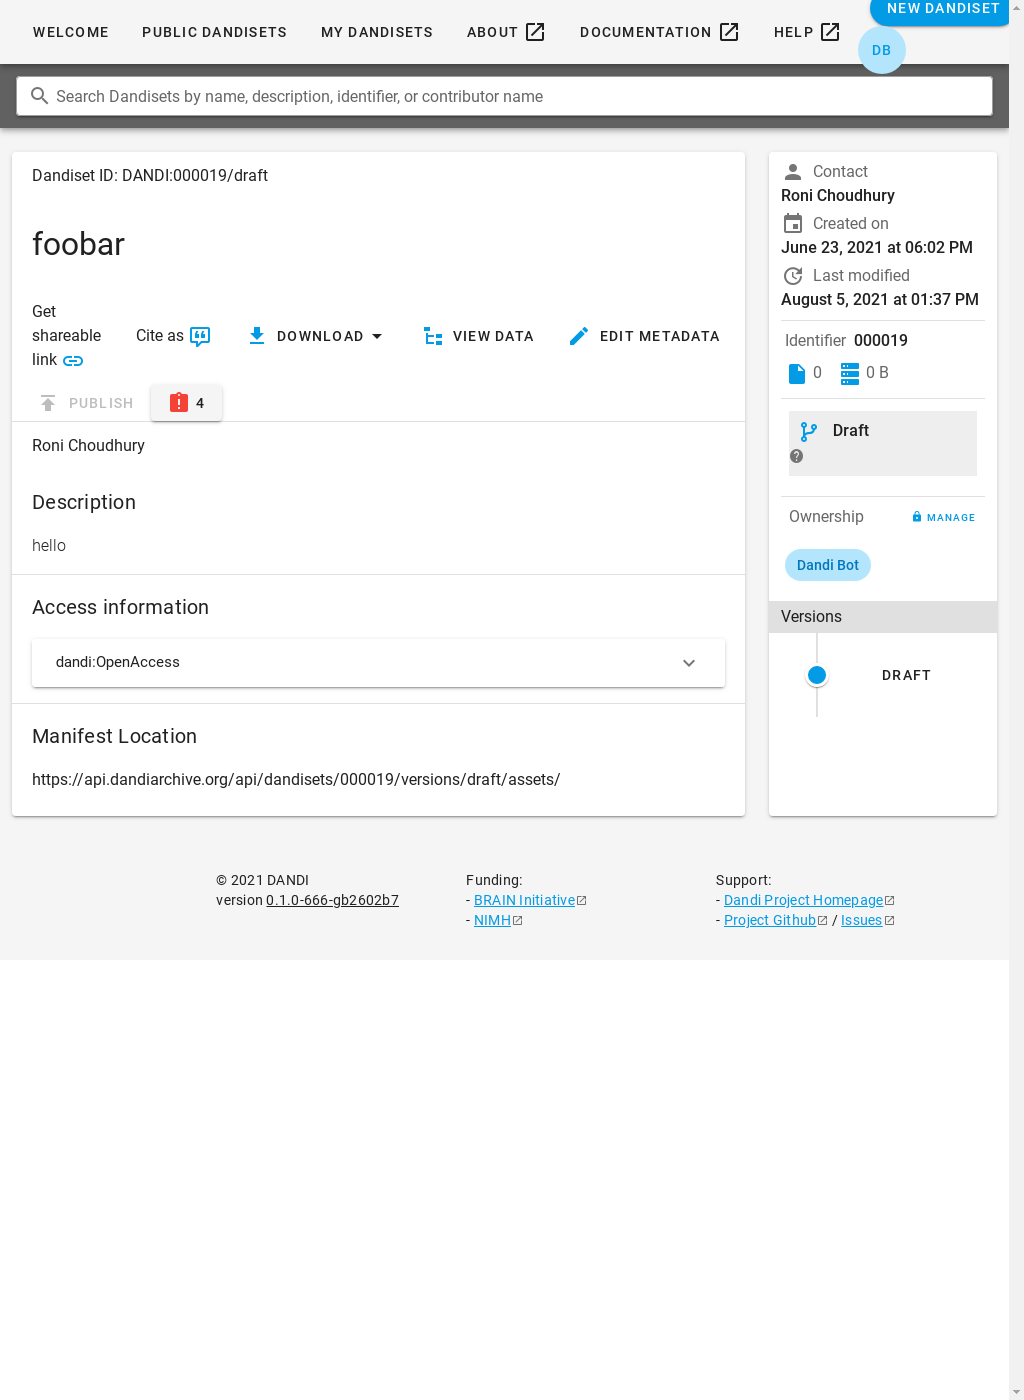 WELCOME PUBLIC DANDISETS MY DANDISETS ABOUT DOCUMENTATION HELP NEW DANDISET
DB
Search Dandisets by name, description, identifier, or contributor name
Dandiset ID: DANDI:000019/draft
foobar
Get
shareable
link
Cite as
DOWNLOAD
VIEW DATA
EDIT METADATA
PUBLISH
4
Roni Choudhury
Description
hello
Access information
dandi:OpenAccess
Manifest Location
https://api.dandiarchive.org/api/dandisets/000019/versions/draft/assets/
Contact
Roni Choudhury
Created on
June 23, 2021 at 06:02 PM
Last modified
August 5, 2021 at 01:37 PM
Identifier 000019
0 0 B
Draft
Ownership MANAGE
Dandi Bot
Versions
DRAFT
© 2021 DANDI
version 0.1.0-666-gb2602b7
Funding:
- BRAIN Initiative
- NIMH
Support:
- Dandi Project Homepage
- Project Github / Issues